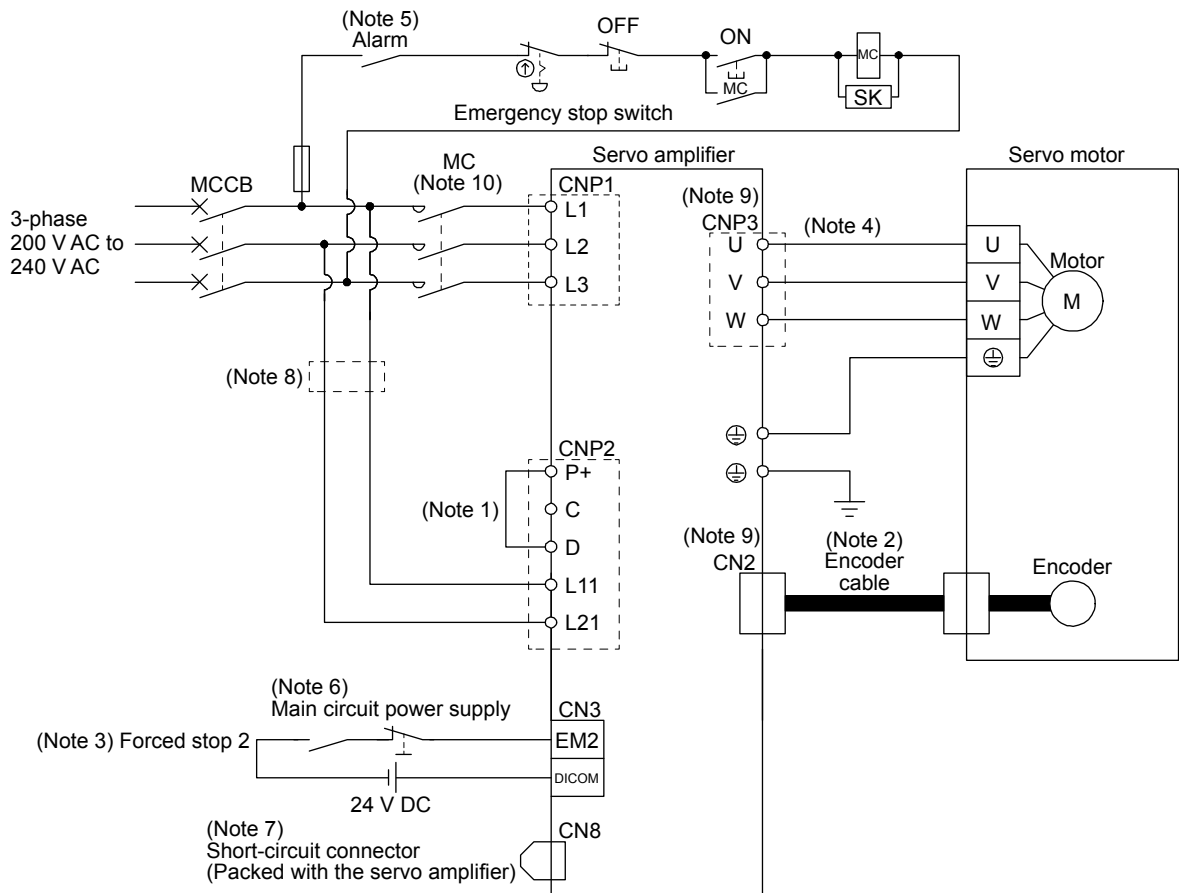 (Note 5)
Alarm
OFF
ON
MC
MC
SK
Emergency stop switch
MCCB
MC
(Note 10)
Servo amplifier
Servo motor
3-phase
200 V AC to
240 V AC
CNP1
L1
L2
L3
(Note 9)
CNP3
U
V
W
(Note 4)
U
V
W
Motor
M
(Note 8)
CNP2
P+
C
D
L11
L21
(Note 1)
(Note 9)
CN2
(Note 2)
Encoder
cable
Encoder
(Note 6)
Main circuit power supply
(Note 3) Forced stop 2
24 V DC
CN3
EM2
DICOM
(Note 7)
Short-circuit connector
(Packed with the servo amplifier)
CN8